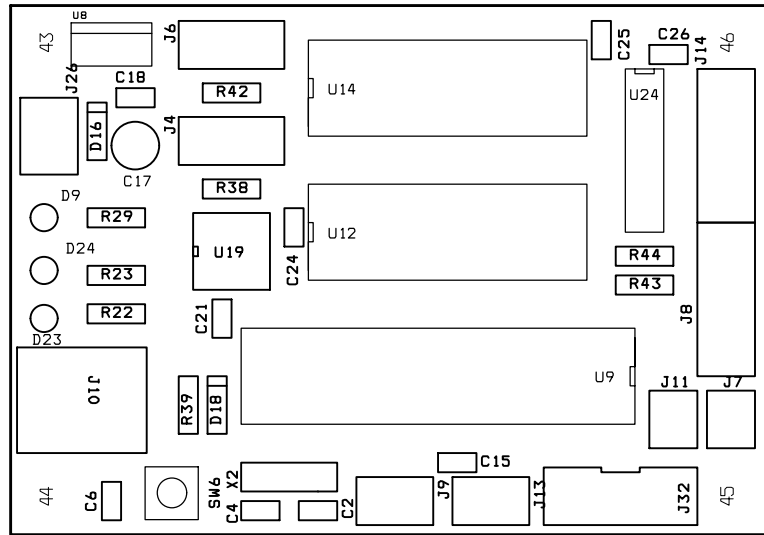 U8
43
J6
C25
C26
J14
46
J26
C18
R42
U14
U24
D16
J4
C17
R38
D9
R29
U19
C24
U12
D24
R23
R44
R43
R22
C21
J8
D23
J10
R39
D18
U9
J11
J7
44
C6
SW6
X2
C4
C2
J9
C15
J13
J32
45